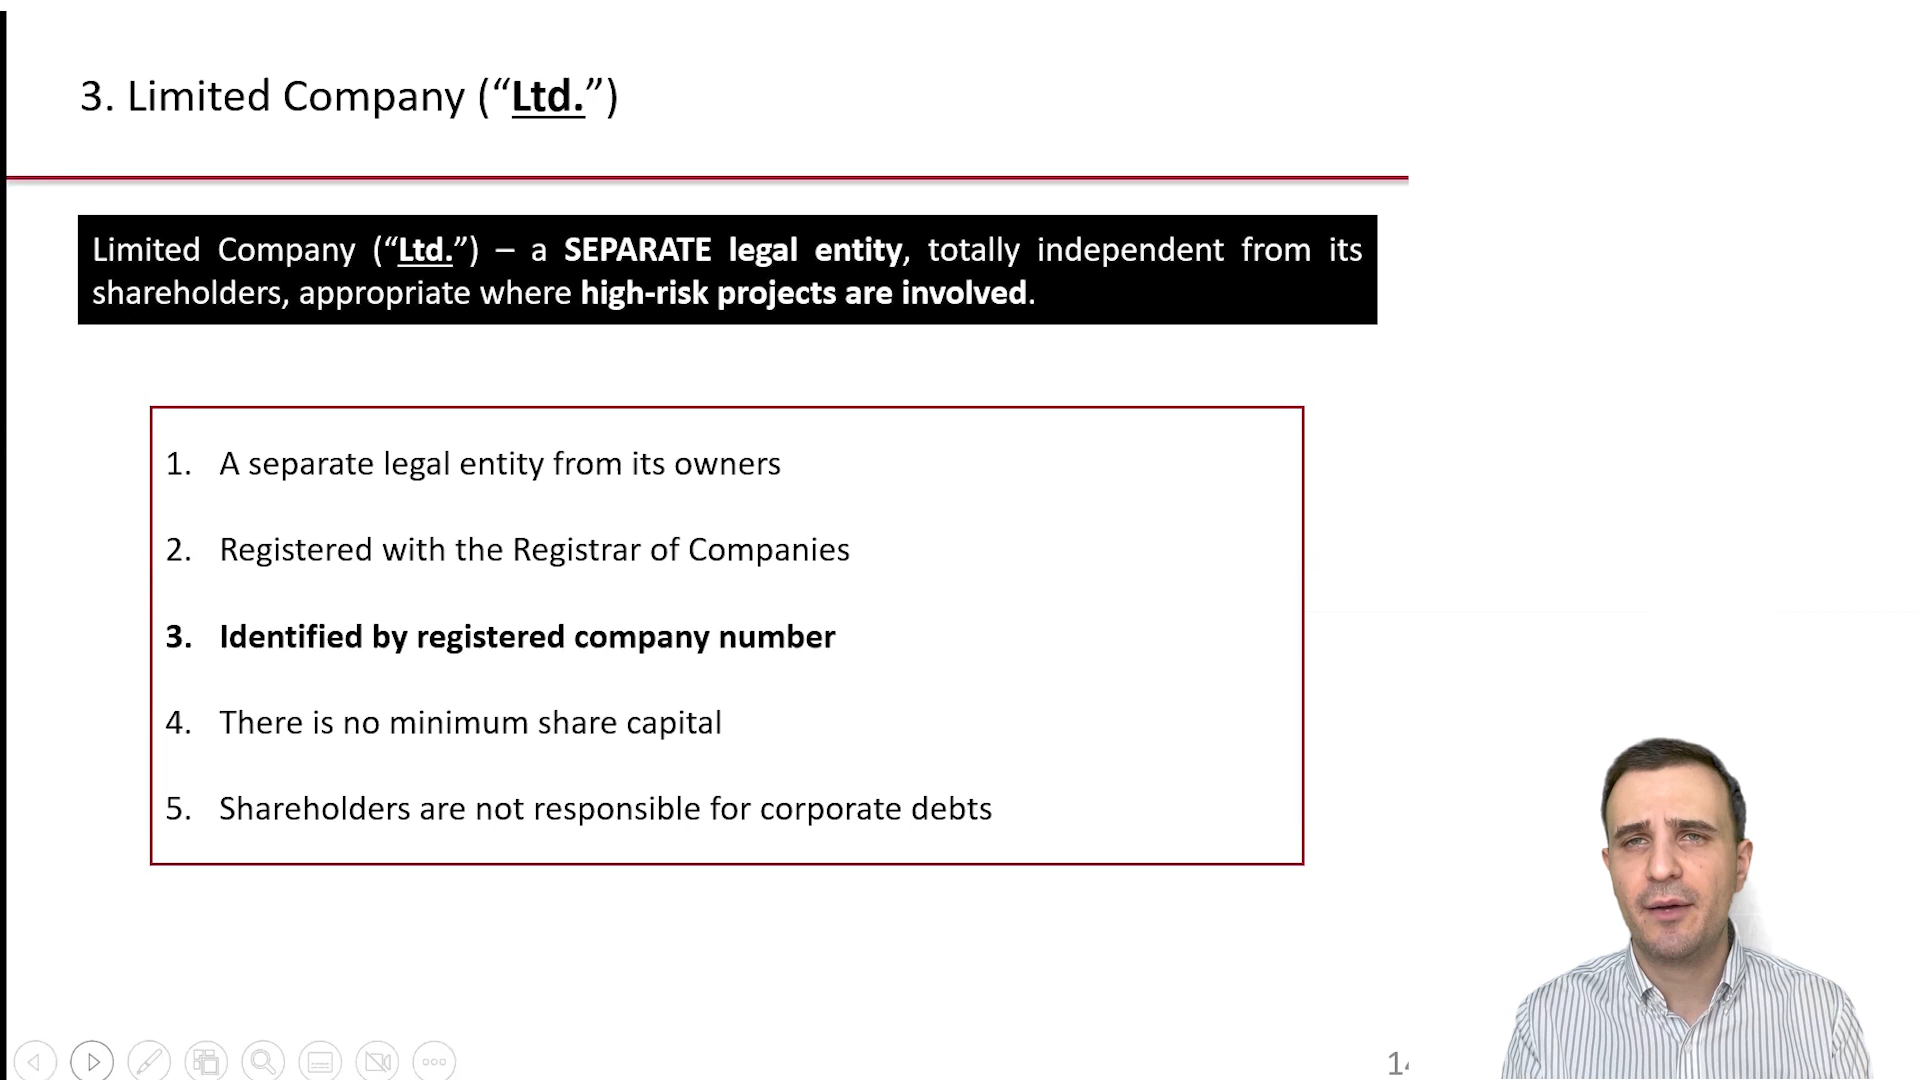 3. Limited Company (“Ltd.”)
Limited Company (“Ltd.”) – a SEPARATE legal entity, totally independent from its
shareholders, appropriate where high-risk projects are involved.
1. A separate legal entity from its owners
2. Registered with the Registrar of Companies
3. Identified by registered company number
4. There is no minimum share capital
5. Shareholders are not responsible for corporate debts